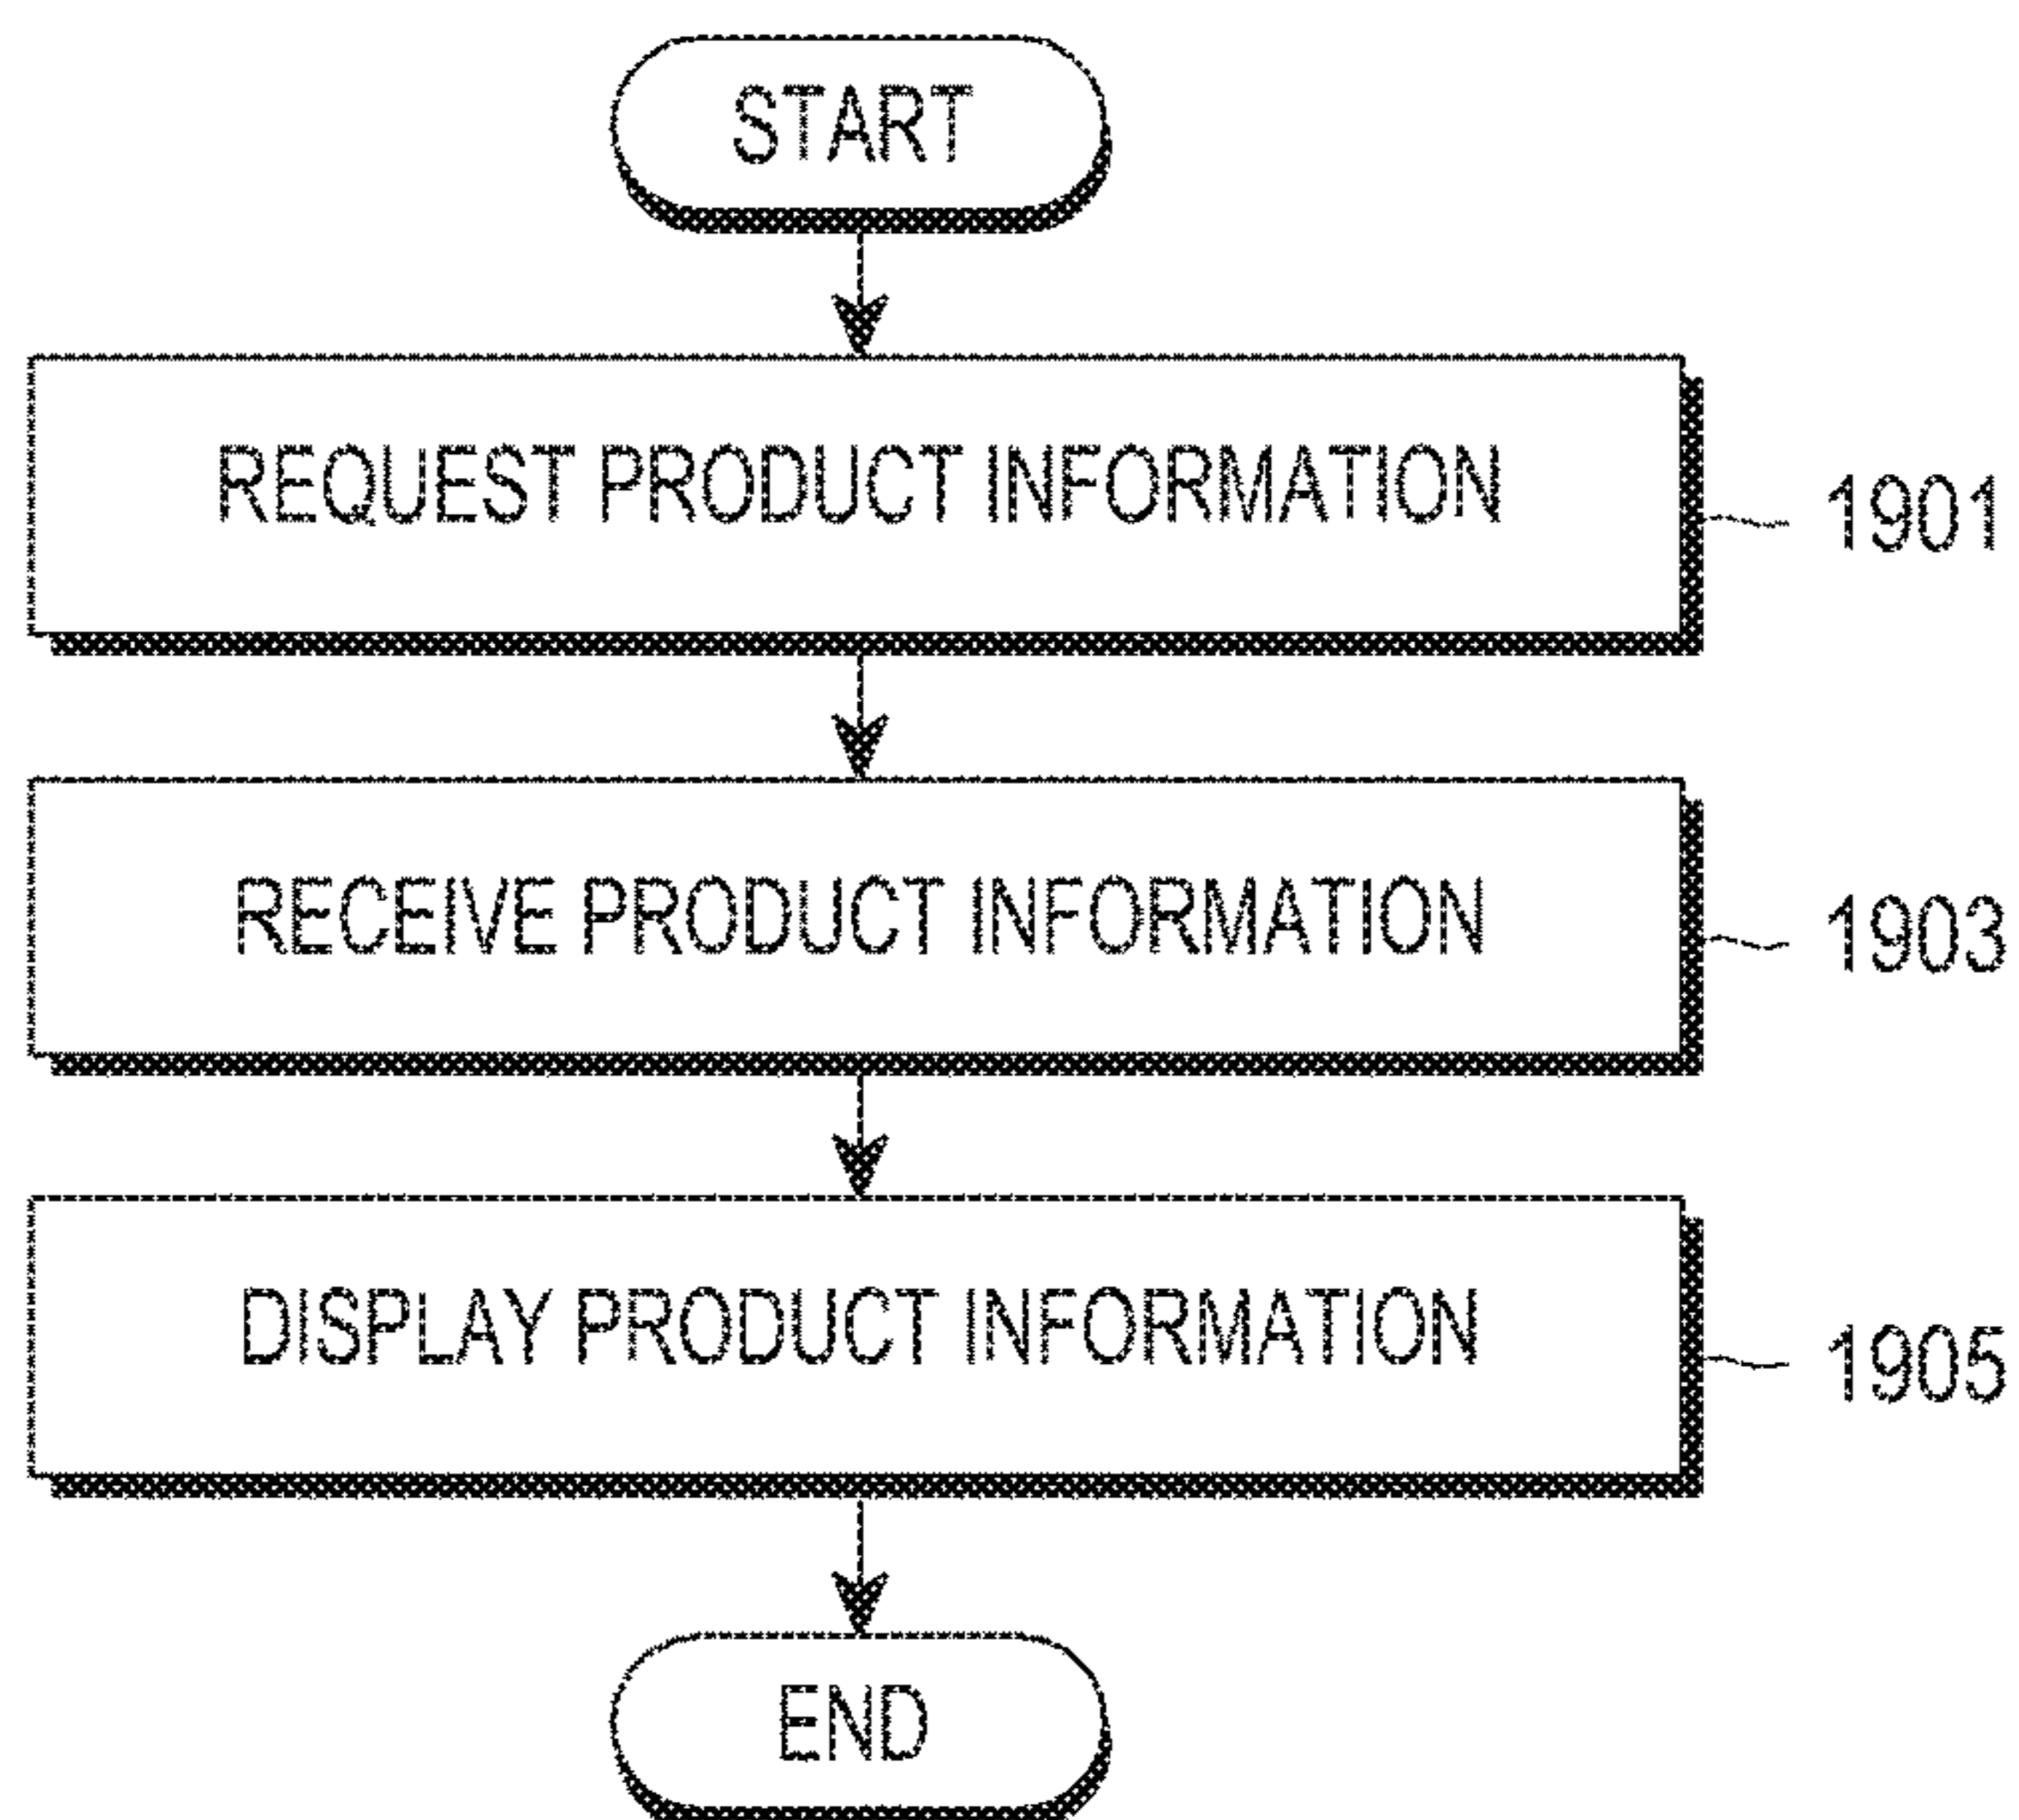 START
REQUEST PRODUCT INFORMATION
1901
RECEIVE PRODUCT INFORMATION
1903
DISPLAY PRODUCT INFORMATION
1905
END